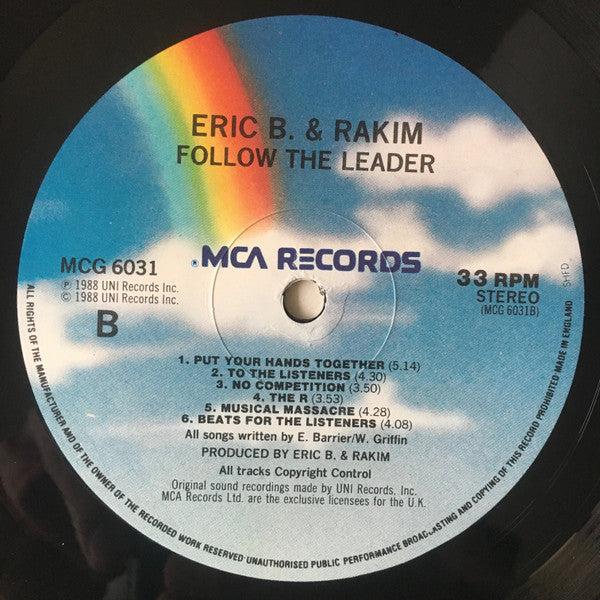 ERIC B. & RAKIM
FOLLOW THE LEADER
MCG 6031
℗ 1988 UNI Records Inc.
© 1988 UNI Records Inc.
B
® MCA RECORDS
33 RPM
STEREO
(MCG 6031B)
SHFD.
1. PUT YOUR HANDS TOGETHER (5.14)
2. TO THE LISTENERS (4.30)
3. NO COMPETITION (3.50)
4. THE R (3.53)
5. MUSICAL MASSACRE (4.28)
6. BEATS FOR THE LISTENERS (4.08)
All songs written by E. Barrier/W. Griffin
PRODUCED BY ERIC B. & RAKIM
All tracks Copyright Control
Original sound recordings made by UNI Records, Inc.
MCA Records Ltd. are the exclusive licensees for the U.K.
ALL RIGHTS OF THE MANUFACTURER AND OF THE OWNER OF THE RECORDED WORK RESERVED UNAUTHORISED PUBLIC PERFORMANCE BROADCASTING AND COPYING OF THIS RECORD PROHIBITED MADE IN ENGLAND